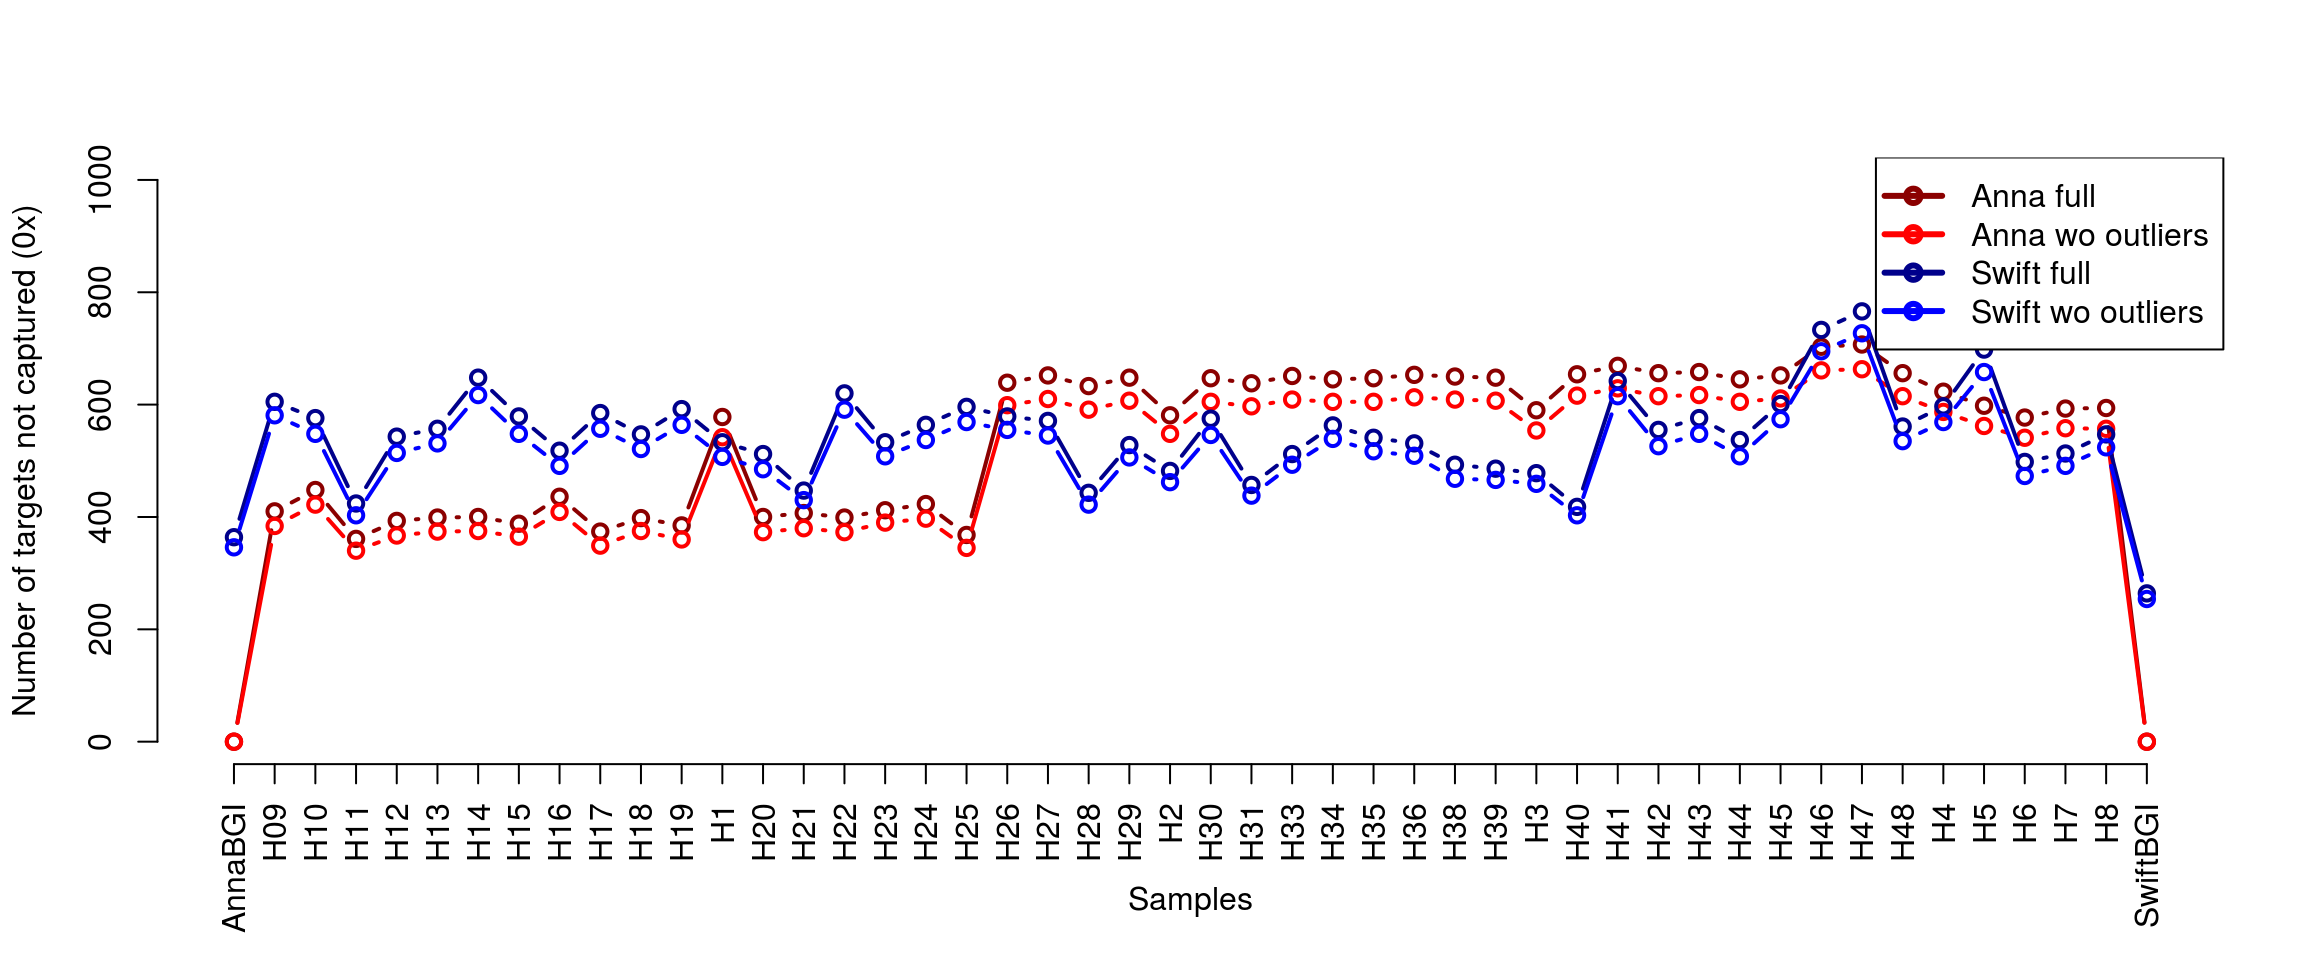 Number of targets not captured (0x)
1000
800
600
400
200
0
Anna full
Anna wo outliers
Swift full
Swift wo outliers
AnnaBGI
H09
H10
H11
H12
H13
H14
H15
H16
H17
H18
H19
H1
H20
H21
H22
H23
H24
H25
H26
H27
H28
H29
H2
H30
H31
H33
H34
H35
H36
H38
H39
H3
H40
H41
H42
H43
H44
H45
H46
H47
H48
H4
H5
H6
H7
H8
SwiftBGI
Samples